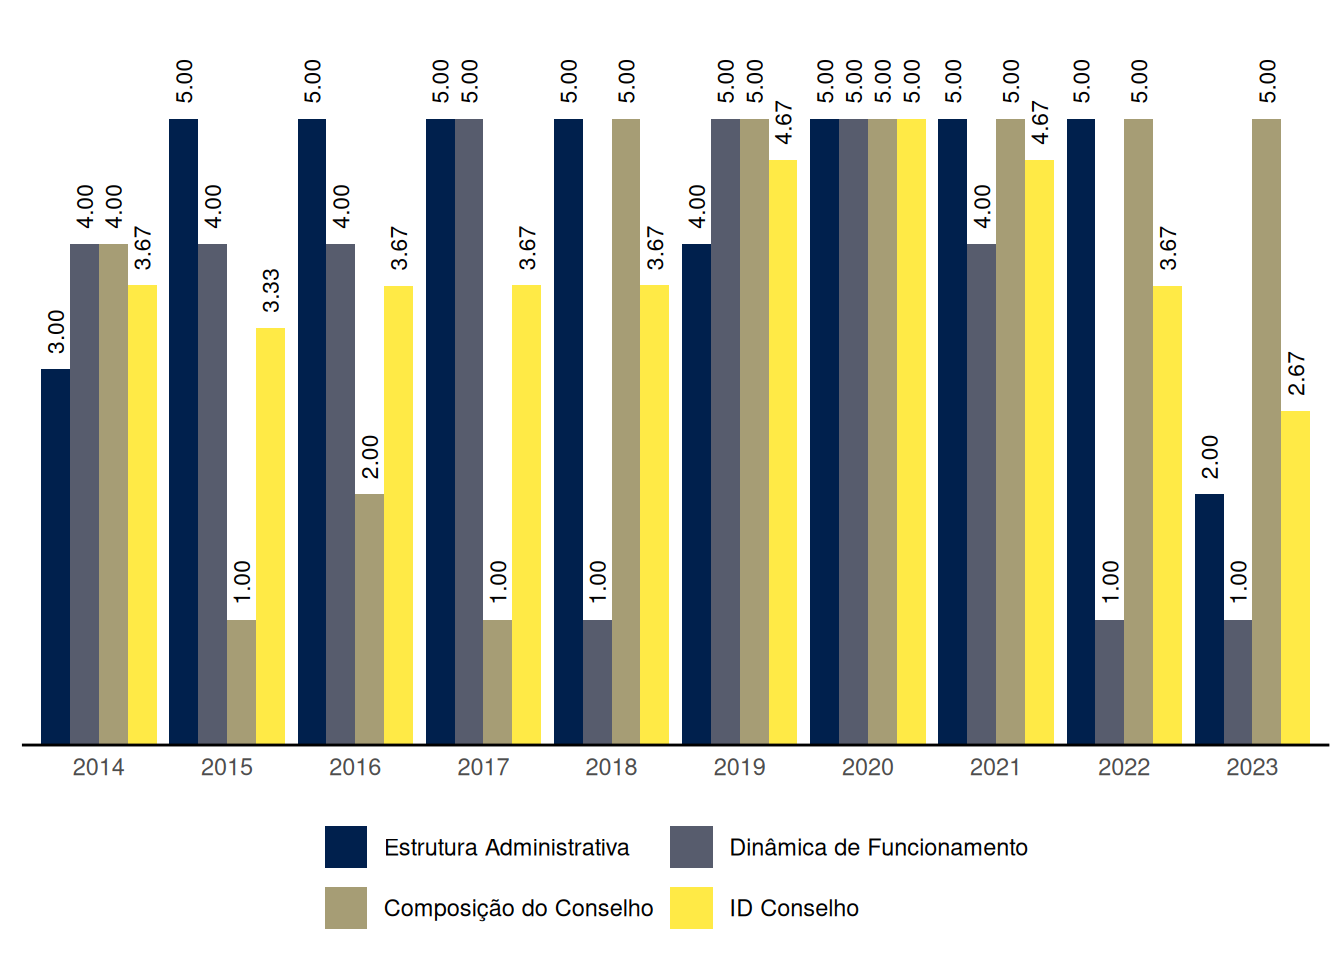 3.00 4.00 4.00 3.67
5.00 4.00 1.00 3.33
5.00 4.00 2.00 3.67
5.00 5.00 1.00 3.67
5.00 1.00 5.00 3.67
4.00 5.00 5.00 4.67
5.00 5.00 5.00 5.00
5.00 4.00 5.00 4.67
5.00 1.00 5.00 3.67
2.00 1.00 5.00 2.67
2014 2015 2016 2017 2018 2019 2020 2021 2022 2023
Estrutura Administrativa Dinâmica de Funcionamento
Composição do Conselho ID Conselho